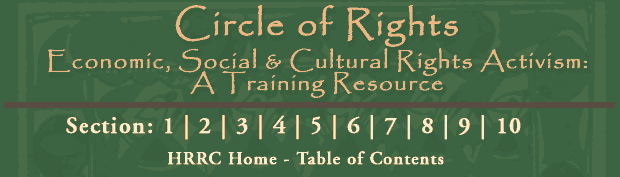 Circle of Rights
Economic, Social & Cultural Rights Activism:
A Training Resource
Section: 1 | 2 | 3 | 4 | 5 | 6 | 7 | 8 | 9 | 10
HRRC Home - Table of Contents